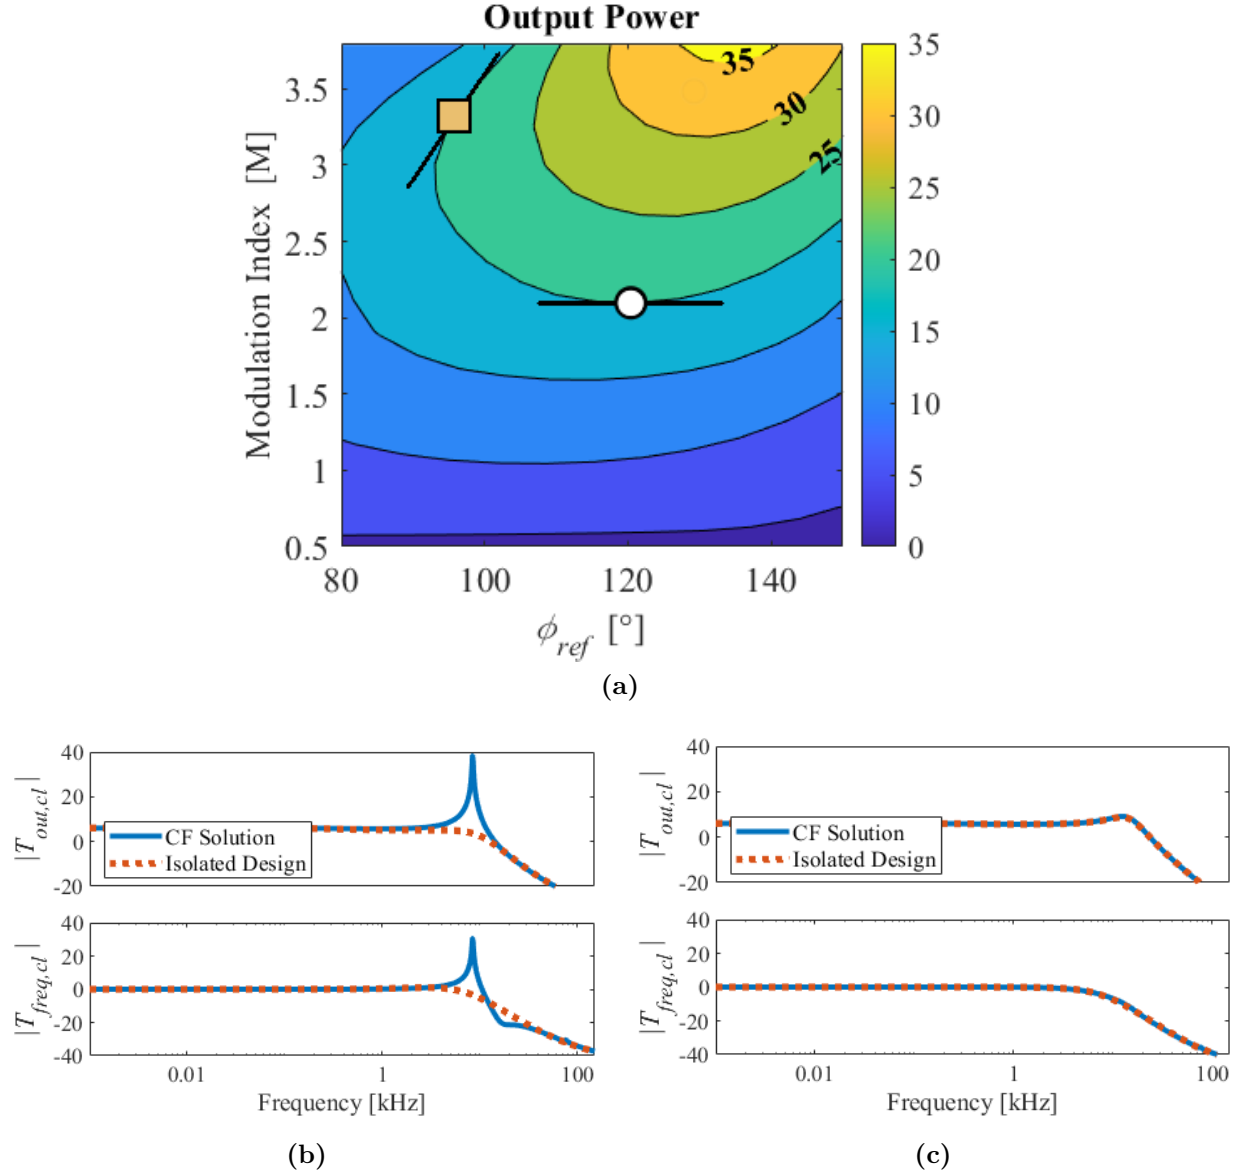 Output Power
35
30
25
3.5
3
2.5
2
1.5
1
0.5
80
100
120
140
Modulation Index [M]
ϕref [°]
35
30
25
20
15
10
5
0
(a)
40
20
0
-20
|Tout,cl|
CF Solution
Isolated Design
40
20
0
-20
-40
|Tfreq,cl|
0.01
1
100
Frequency [kHz]
(b)
40
20
0
-20
|Tout,cl|
CF Solution
Isolated Design
40
20
0
-20
-40
|Tfreq,cl|
0.01
1
100
Frequency [kHz]
(c)